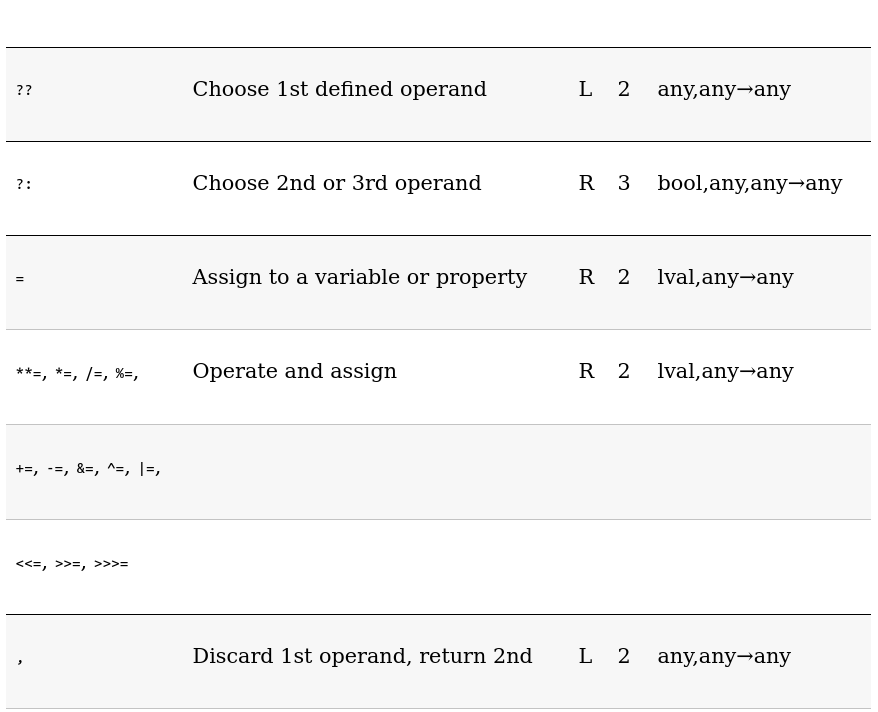 ?? Choose 1st defined operand L 2 any,any→any
?: Choose 2nd or 3rd operand R 3 bool,any,any→any
= Assign to a variable or property R 2 lval,any→any
**=, *=, /=, %=, Operate and assign R 2 lval,any→any
+=, -=, &=, ^=, |=,
<<=, >>=, >>>=
, Discard 1st operand, return 2nd L 2 any,any→any